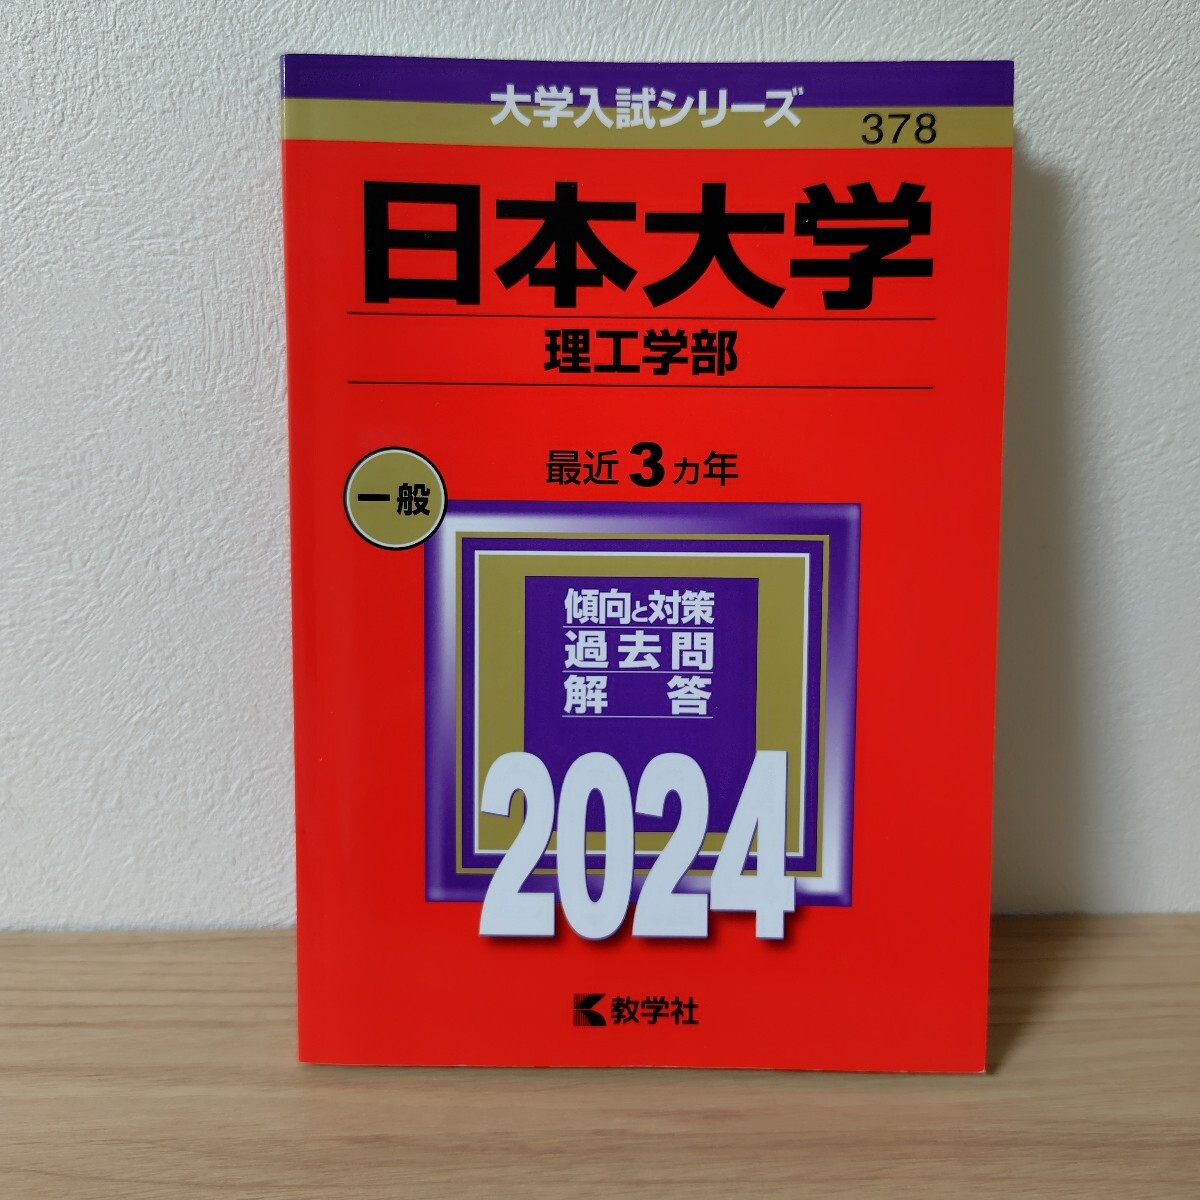 大学入試シリーズ
378
日本大学
理工学部
最近3カ年
一般
傾向と対策
過去問
解答
2024
教学社